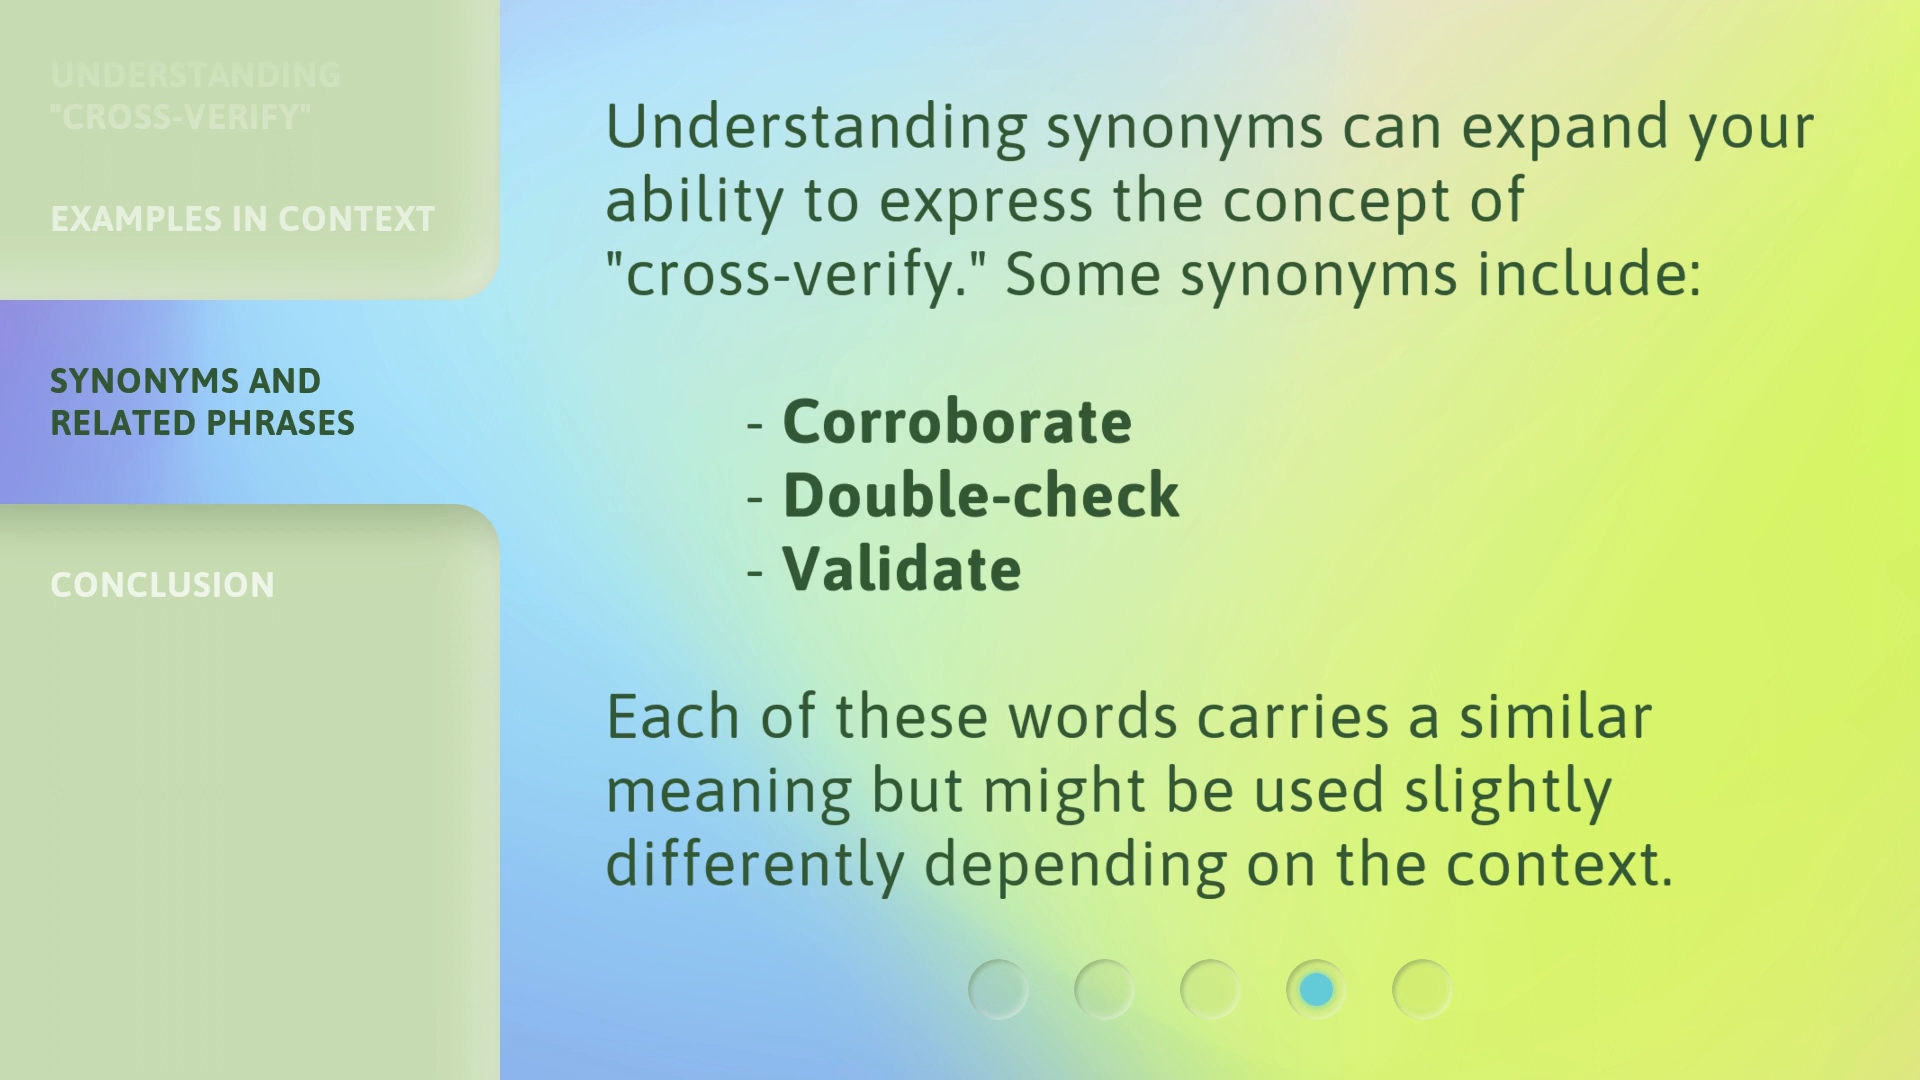 UNDERSTANDING
"CROSS-VERIFY"
EXAMPLES IN CONTEXT
SYNONYMS AND
RELATED PHRASES
CONCLUSION
Understanding synonyms can expand your
ability to express the concept of
"cross-verify." Some synonyms include:
- Corroborate
- Double-check
- Validate
Each of these words carries a similar
meaning but might be used slightly
differently depending on the context.